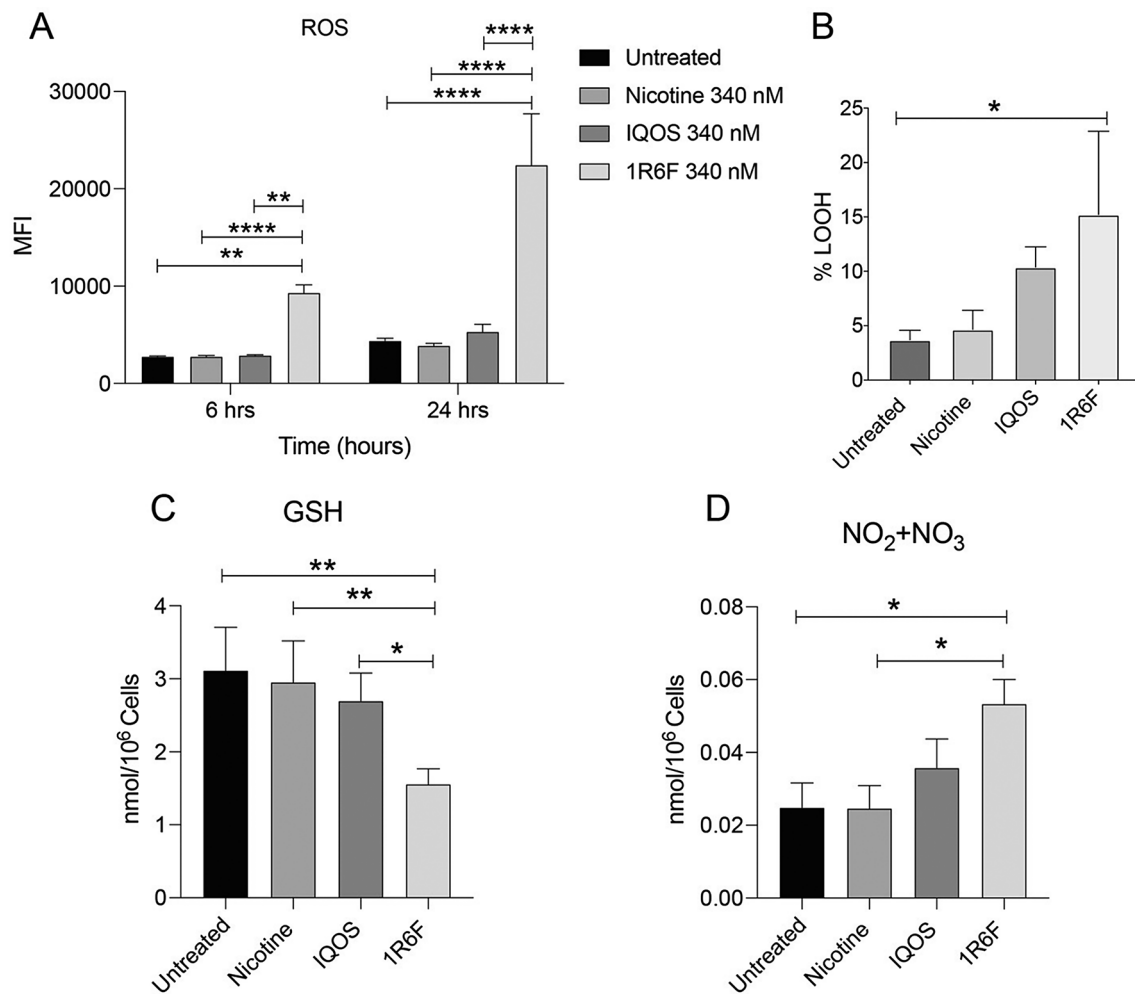 A
ROS
****
****
****
**
****
**
30000
20000
10000
0
MFI
6 hrs
24 hrs
Time (hours)
Untreated
Nicotine 340 nM
IQOS 340 nM
1R6F 340 nM
B
*
25
20
15
10
5
0
% LOOH
Untreated
Nicotine
IQOS
1R6F
C
GSH
**
**
*
4
3
2
1
0
nmol/10⁶ Cells
Untreated
Nicotine
IQOS
1R6F
D
NO₂+NO₃
*
*
0.08
0.06
0.04
0.02
0.00
nmol/10⁶ Cells
Untreated
Nicotine
IQOS
1R6F